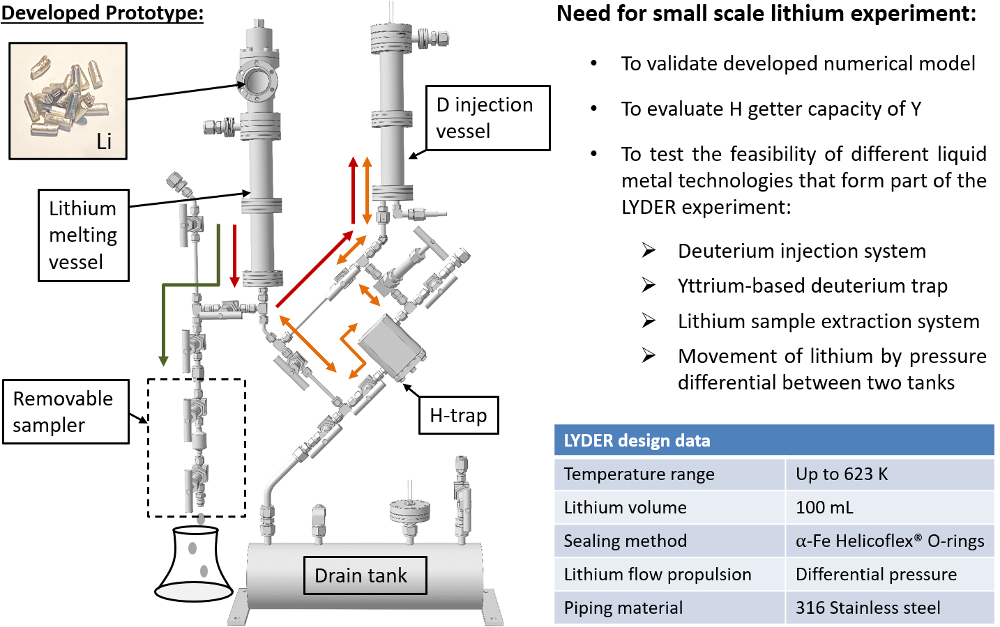 Developed Prototype:
Li
Lithium
melting
vessel
D injection
vessel
Removable
sampler
H-trap
Drain tank
Need for small scale lithium experiment:
• To validate developed numerical model
• To evaluate H getter capacity of Y
• To test the feasibility of different liquid
metal technologies that form part of the
LYDER experiment:
➢ Deuterium injection system
➢ Yttrium-based deuterium trap
➢ Lithium sample extraction system
➢ Movement of lithium by pressure
differential between two tanks
LYDER design data
Temperature range Up to 623 K
Lithium volume 100 mL
Sealing method α-Fe Helicoflex® O-rings
Lithium flow propulsion Differential pressure
Piping material 316 Stainless steel